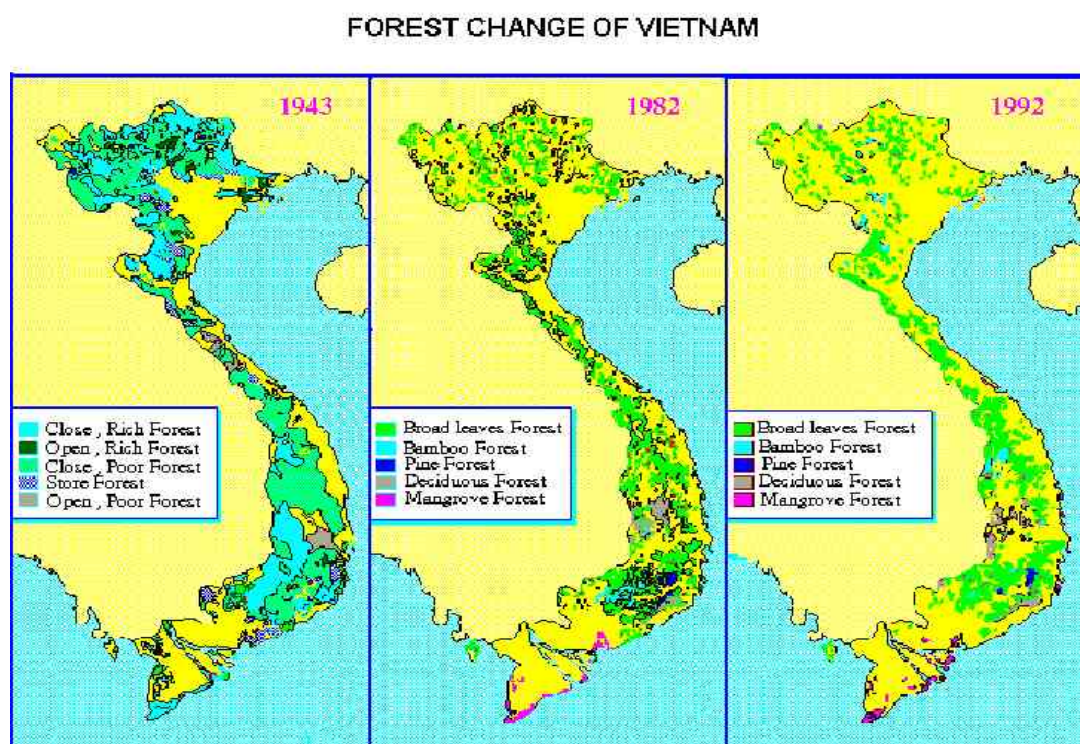 FOREST CHANGE OF VIETNAM
1943
Close , Rich Forest
Open , Rich Forest
Close , Poor Forest
Store Forest
Open , Poor Forest
1982
Broad leaves Forest
Bamboo Forest
Pine Forest
Deciduous Forest
Mangrove Forest
1992
Broad leaves Forest
Bamboo Forest
Pine Forest
Deciduous Forest
Mangrove Forest